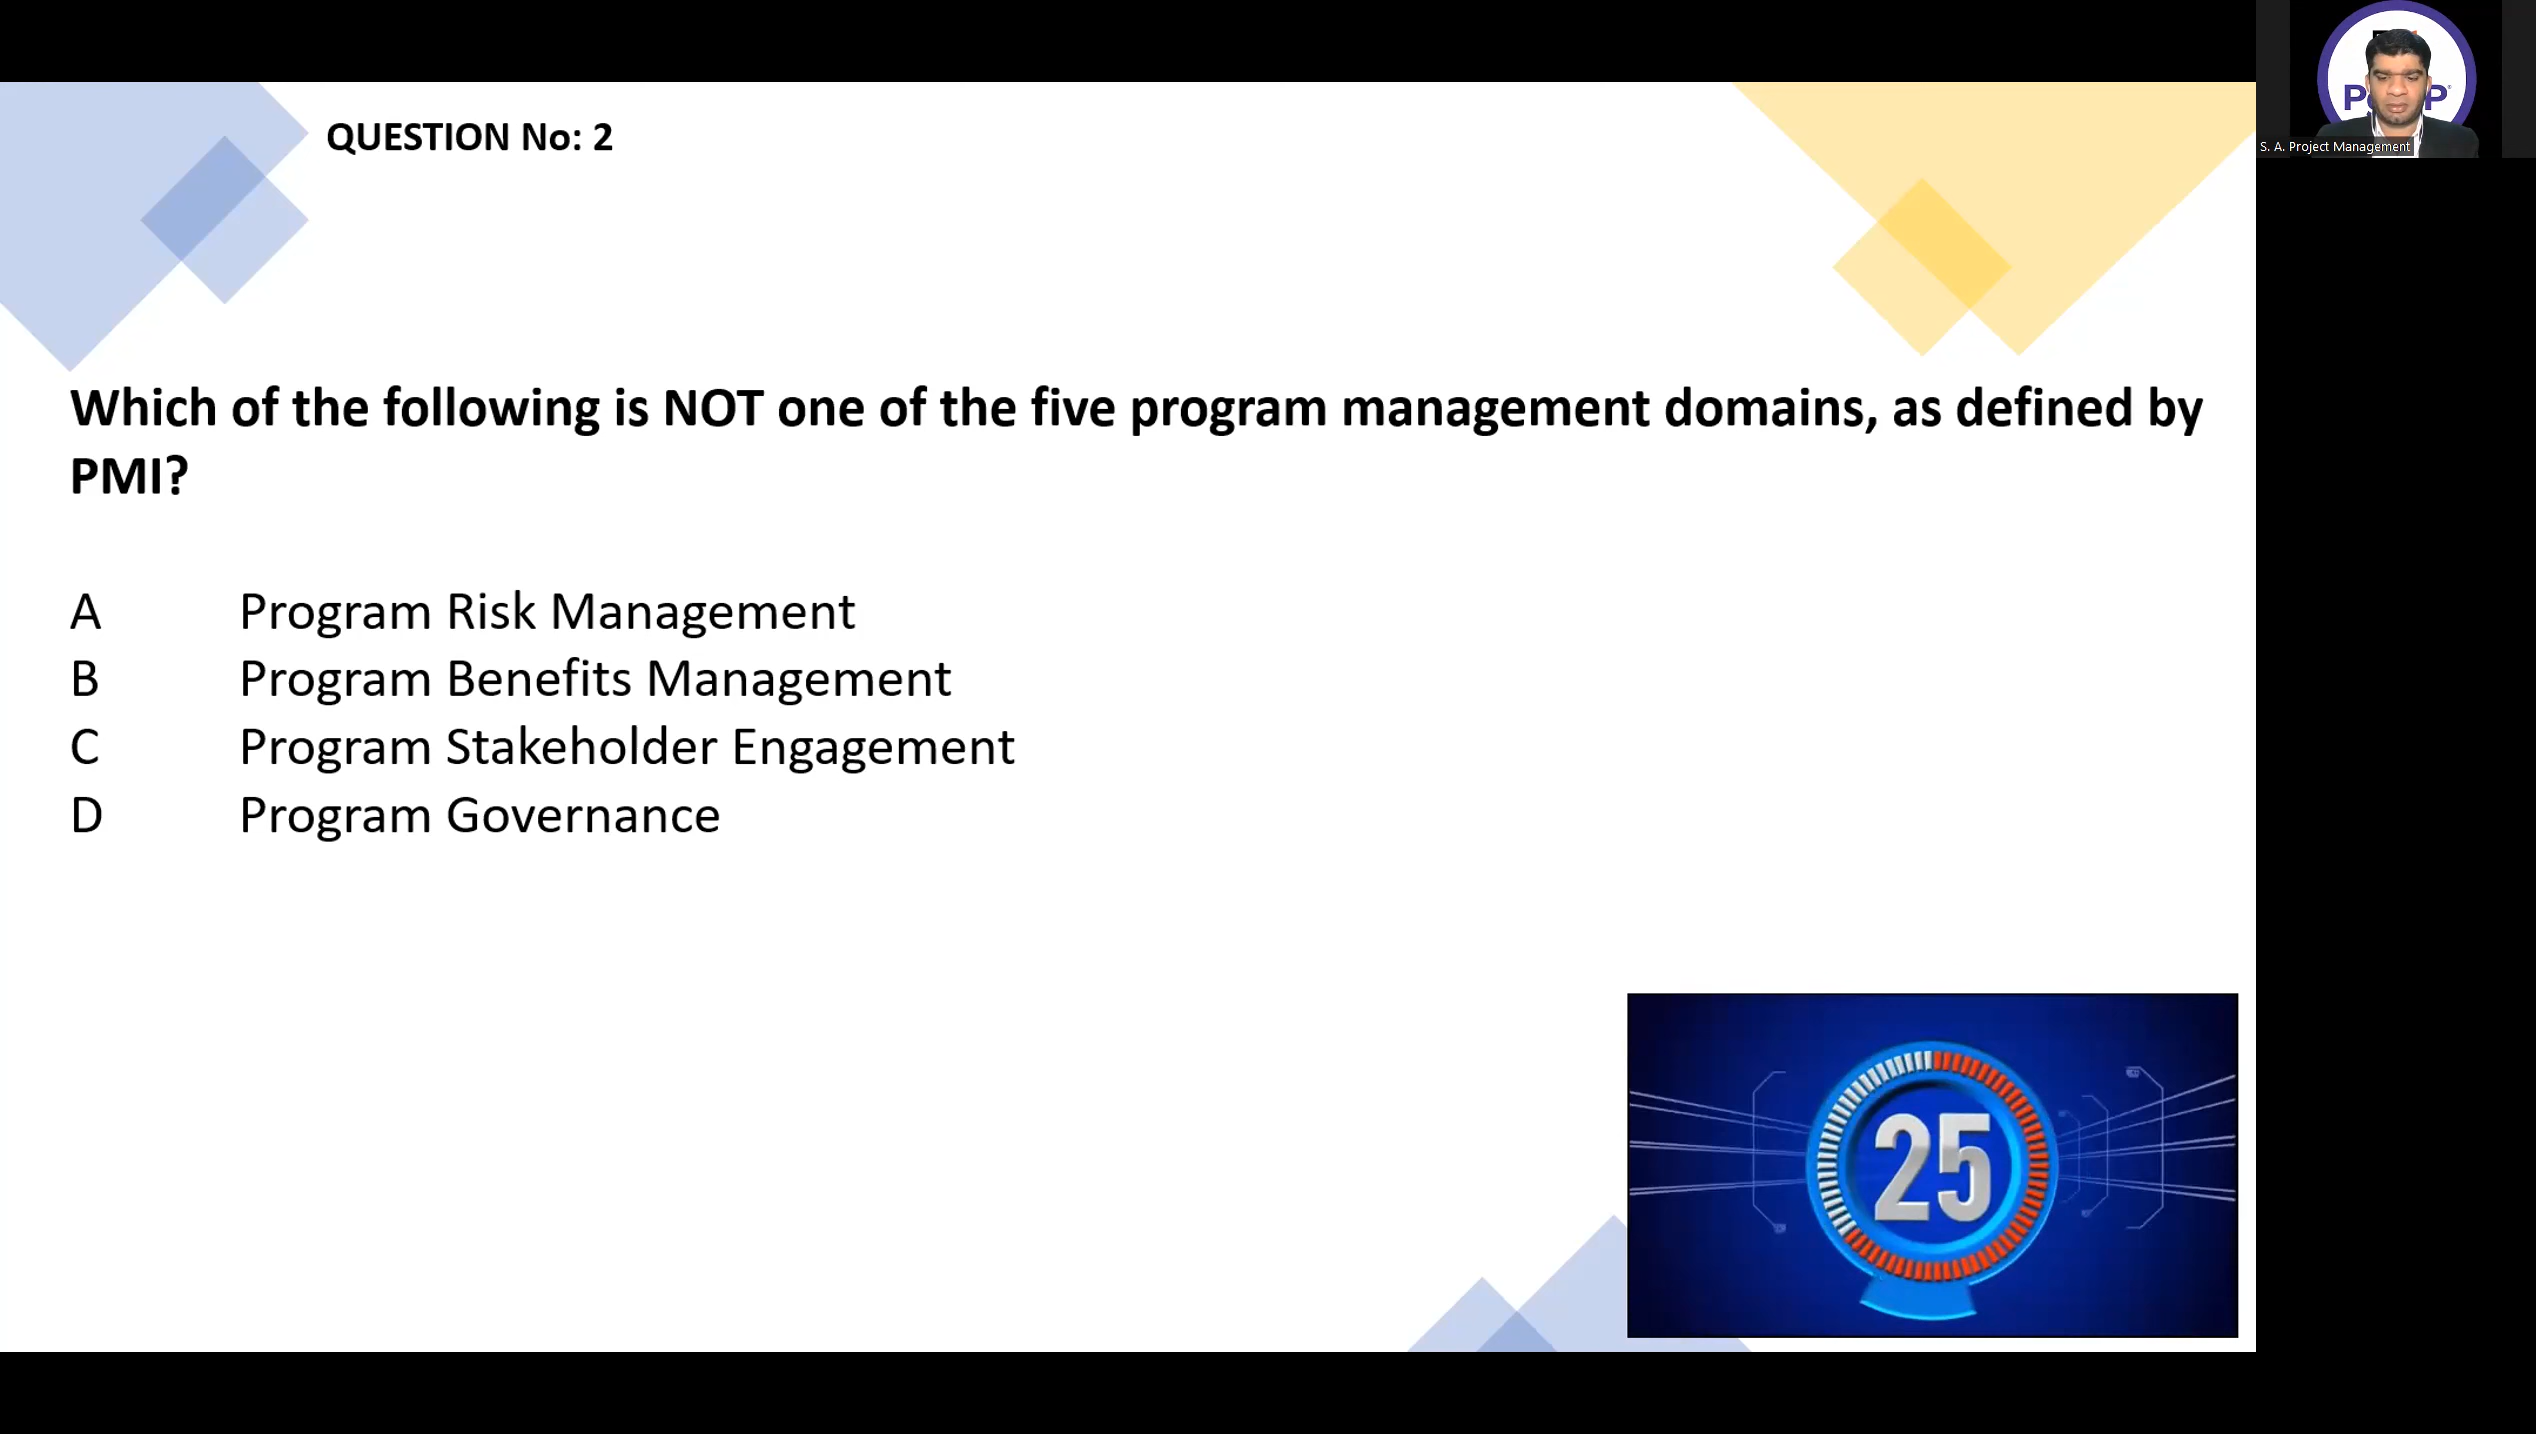 QUESTION No: 2
S. A. Project Management
Which of the following is NOT one of the five program management domains, as defined by
PMI?
A Program Risk Management
B Program Benefits Management
C Program Stakeholder Engagement
D Program Governance
25